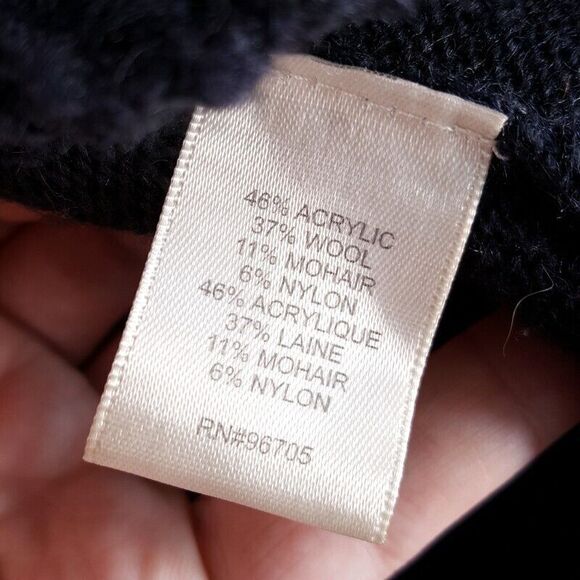 46% ACRYLIC
37% WOOL
11% MOHAIR
6% NYLON
46% ACRYLIQUE
37% LAINE
11% MOHAIR
6% NYLON
RN#96705